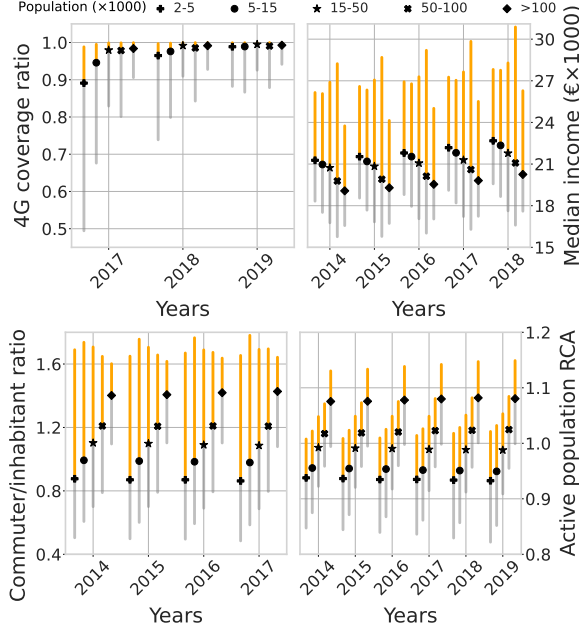 Population (×1000) 2-5 5-15 15-50 50-100 >100
4G coverage ratio
1.0
0.9
0.8
0.7
0.6
0.5
2017 2018 2019
Years
30
27
24
21
18
15
Median income (€×1000)
2014 2015 2016 2017 2018
Years
Commuter/inhabitant ratio
1.6
1.2
0.8
0.4
2014 2015 2016 2017
Years
1.2
1.1
1.0
0.9
0.8
Active population RCA
2014 2015 2016 2017 2018 2019
Years